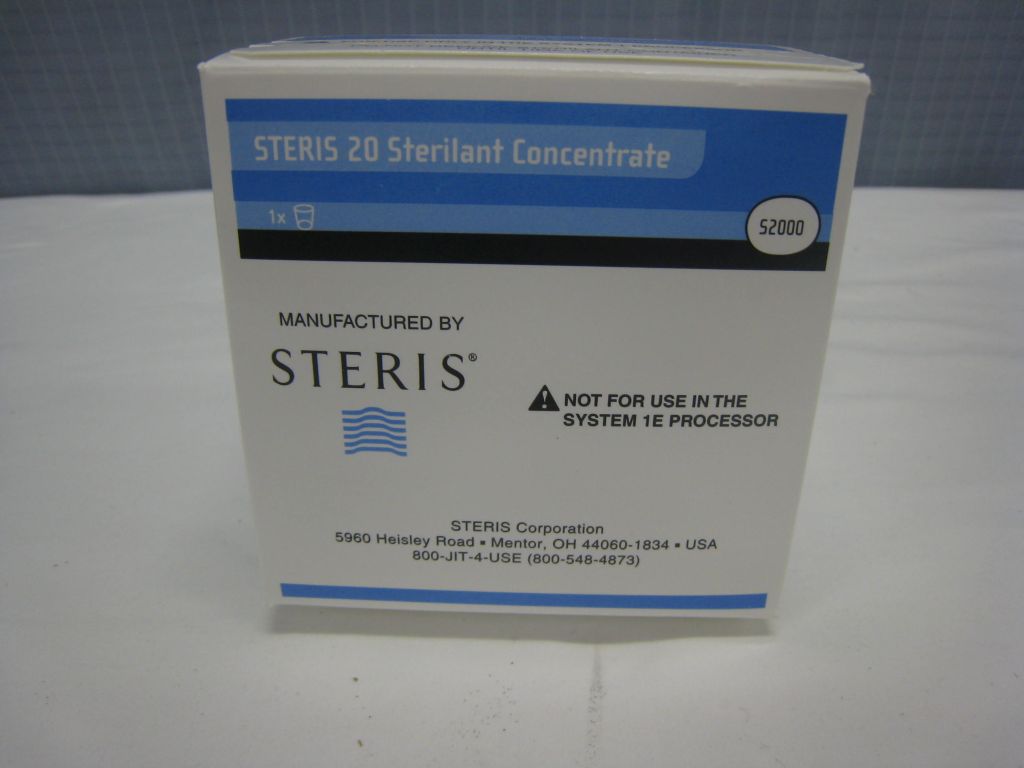 STERIS 20 Sterilant Concentrate
1x
S2000
MANUFACTURED BY
STERIS®
NOT FOR USE IN THE
SYSTEM 1E PROCESSOR
STERIS Corporation
5960 Heisley Road ▪ Mentor, OH 44060-1834 ▪ USA
800-JIT-4-USE (800-548-4873)